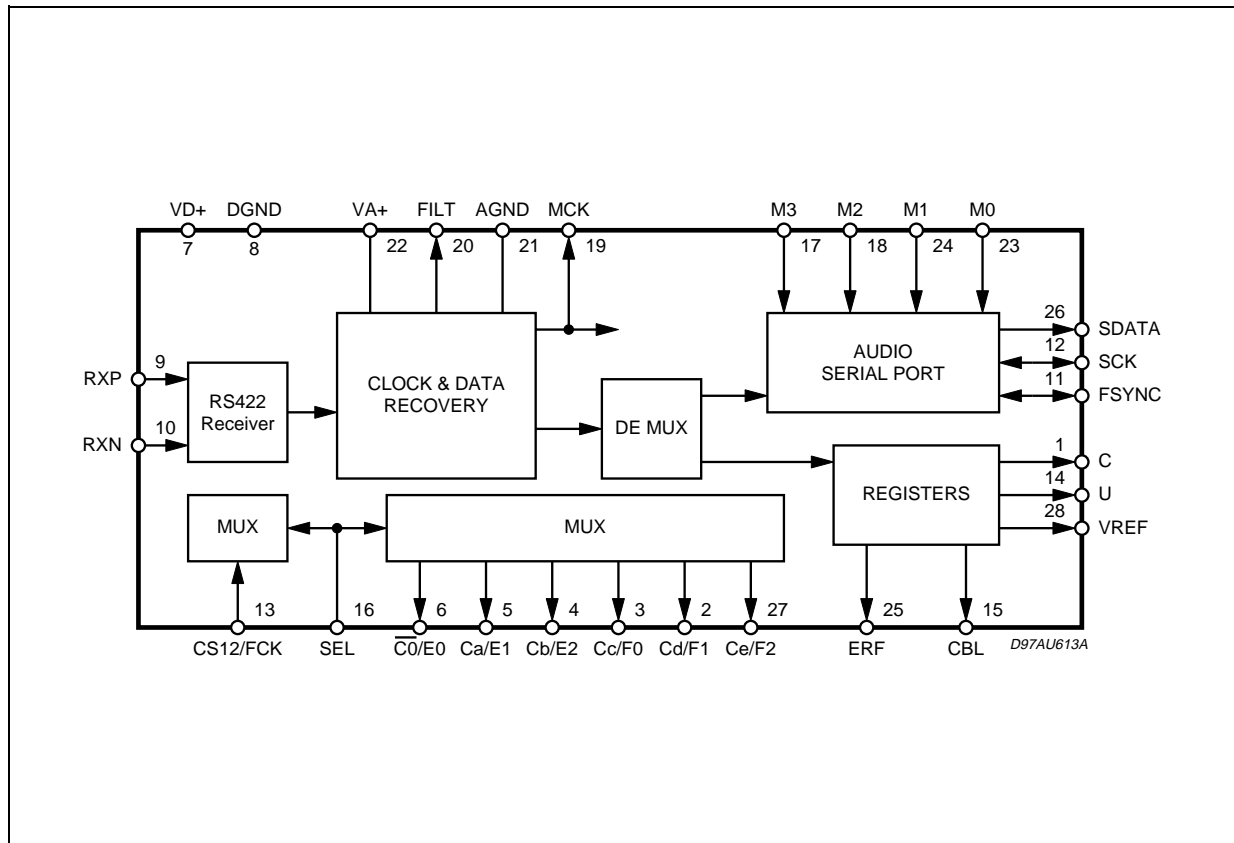 VD+ DGND VA+ FILT AGND MCK M3 M2 M1 M0
7 8 22 20 21 19 17 18 24 23
RXP 9
RXN 10
RS422
Receiver
CLOCK & DATA
RECOVERY
DE MUX
AUDIO
SERIAL PORT
26 SDATA
12 SCK
11 FSYNC
REGISTERS
1 C
14 U
28 VREF
MUX
MUX
13 16 6 5 4 3 2 27 25 15
CS12/FCK SEL C̅0̅/E0 Ca/E1 Cb/E2 Cc/F0 Cd/F1 Ce/F2 ERF CBL
D97AU613A